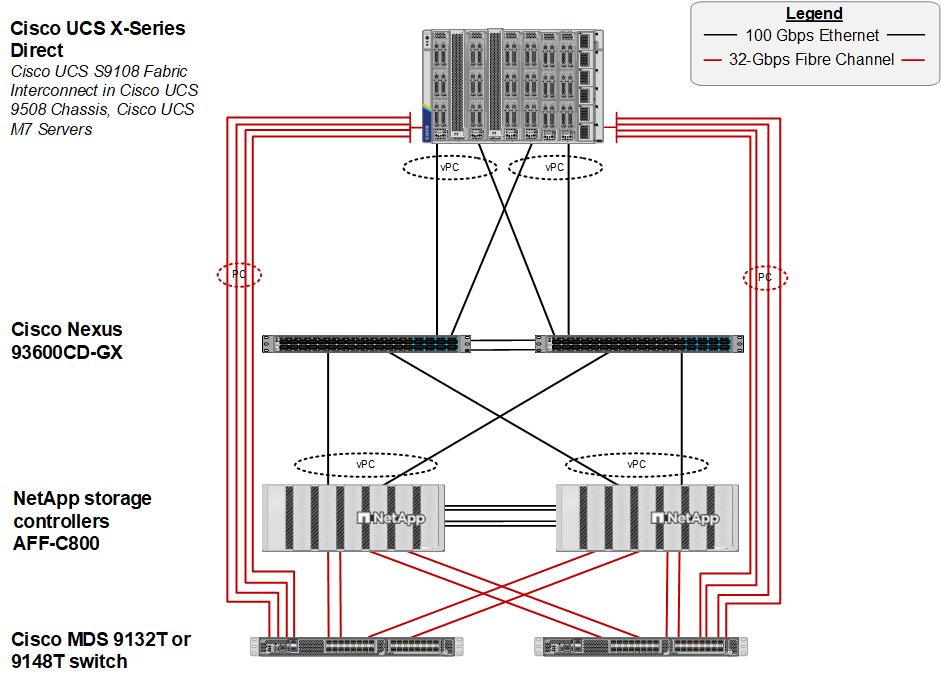 Cisco UCS X-Series
Direct
Cisco UCS S9108 Fabric
Interconnect in Cisco UCS
9508 Chassis, Cisco UCS
M7 Servers
Legend
100 Gbps Ethernet
32-Gbps Fibre Channel
CISCO
vPC
vPC
PC
PC
Cisco Nexus
93600CD-GX
vPC
vPC
NetApp storage
controllers
AFF-C800
NetApp
NetApp
Cisco MDS 9132T or
9148T switch